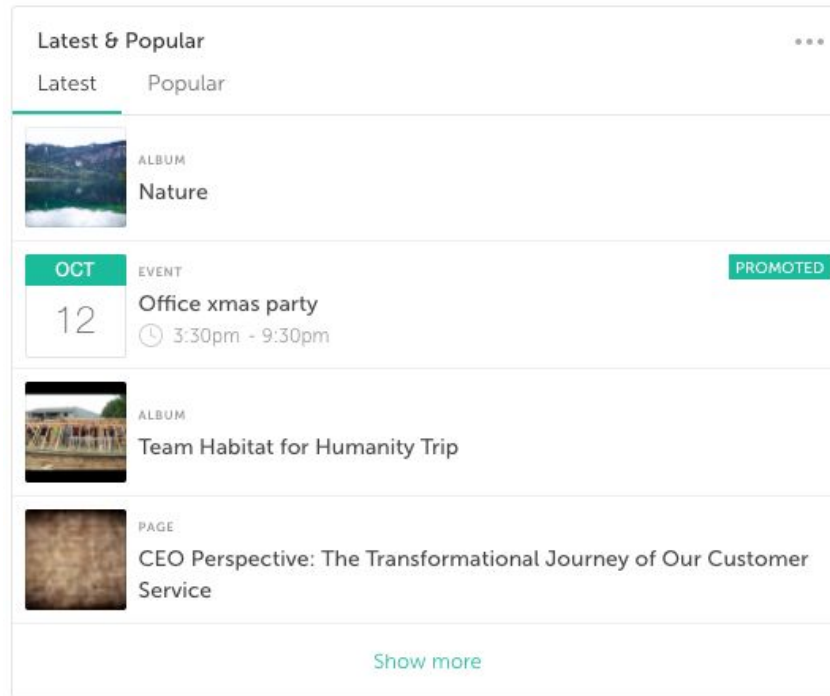 Latest & Popular
Latest Popular
ALBUM
Nature
OCT
12
EVENT
PROMOTED
Office xmas party
3:30pm - 9:30pm
ALBUM
Team Habitat for Humanity Trip
PAGE
CEO Perspective: The Transformational Journey of Our Customer
Service
Show more